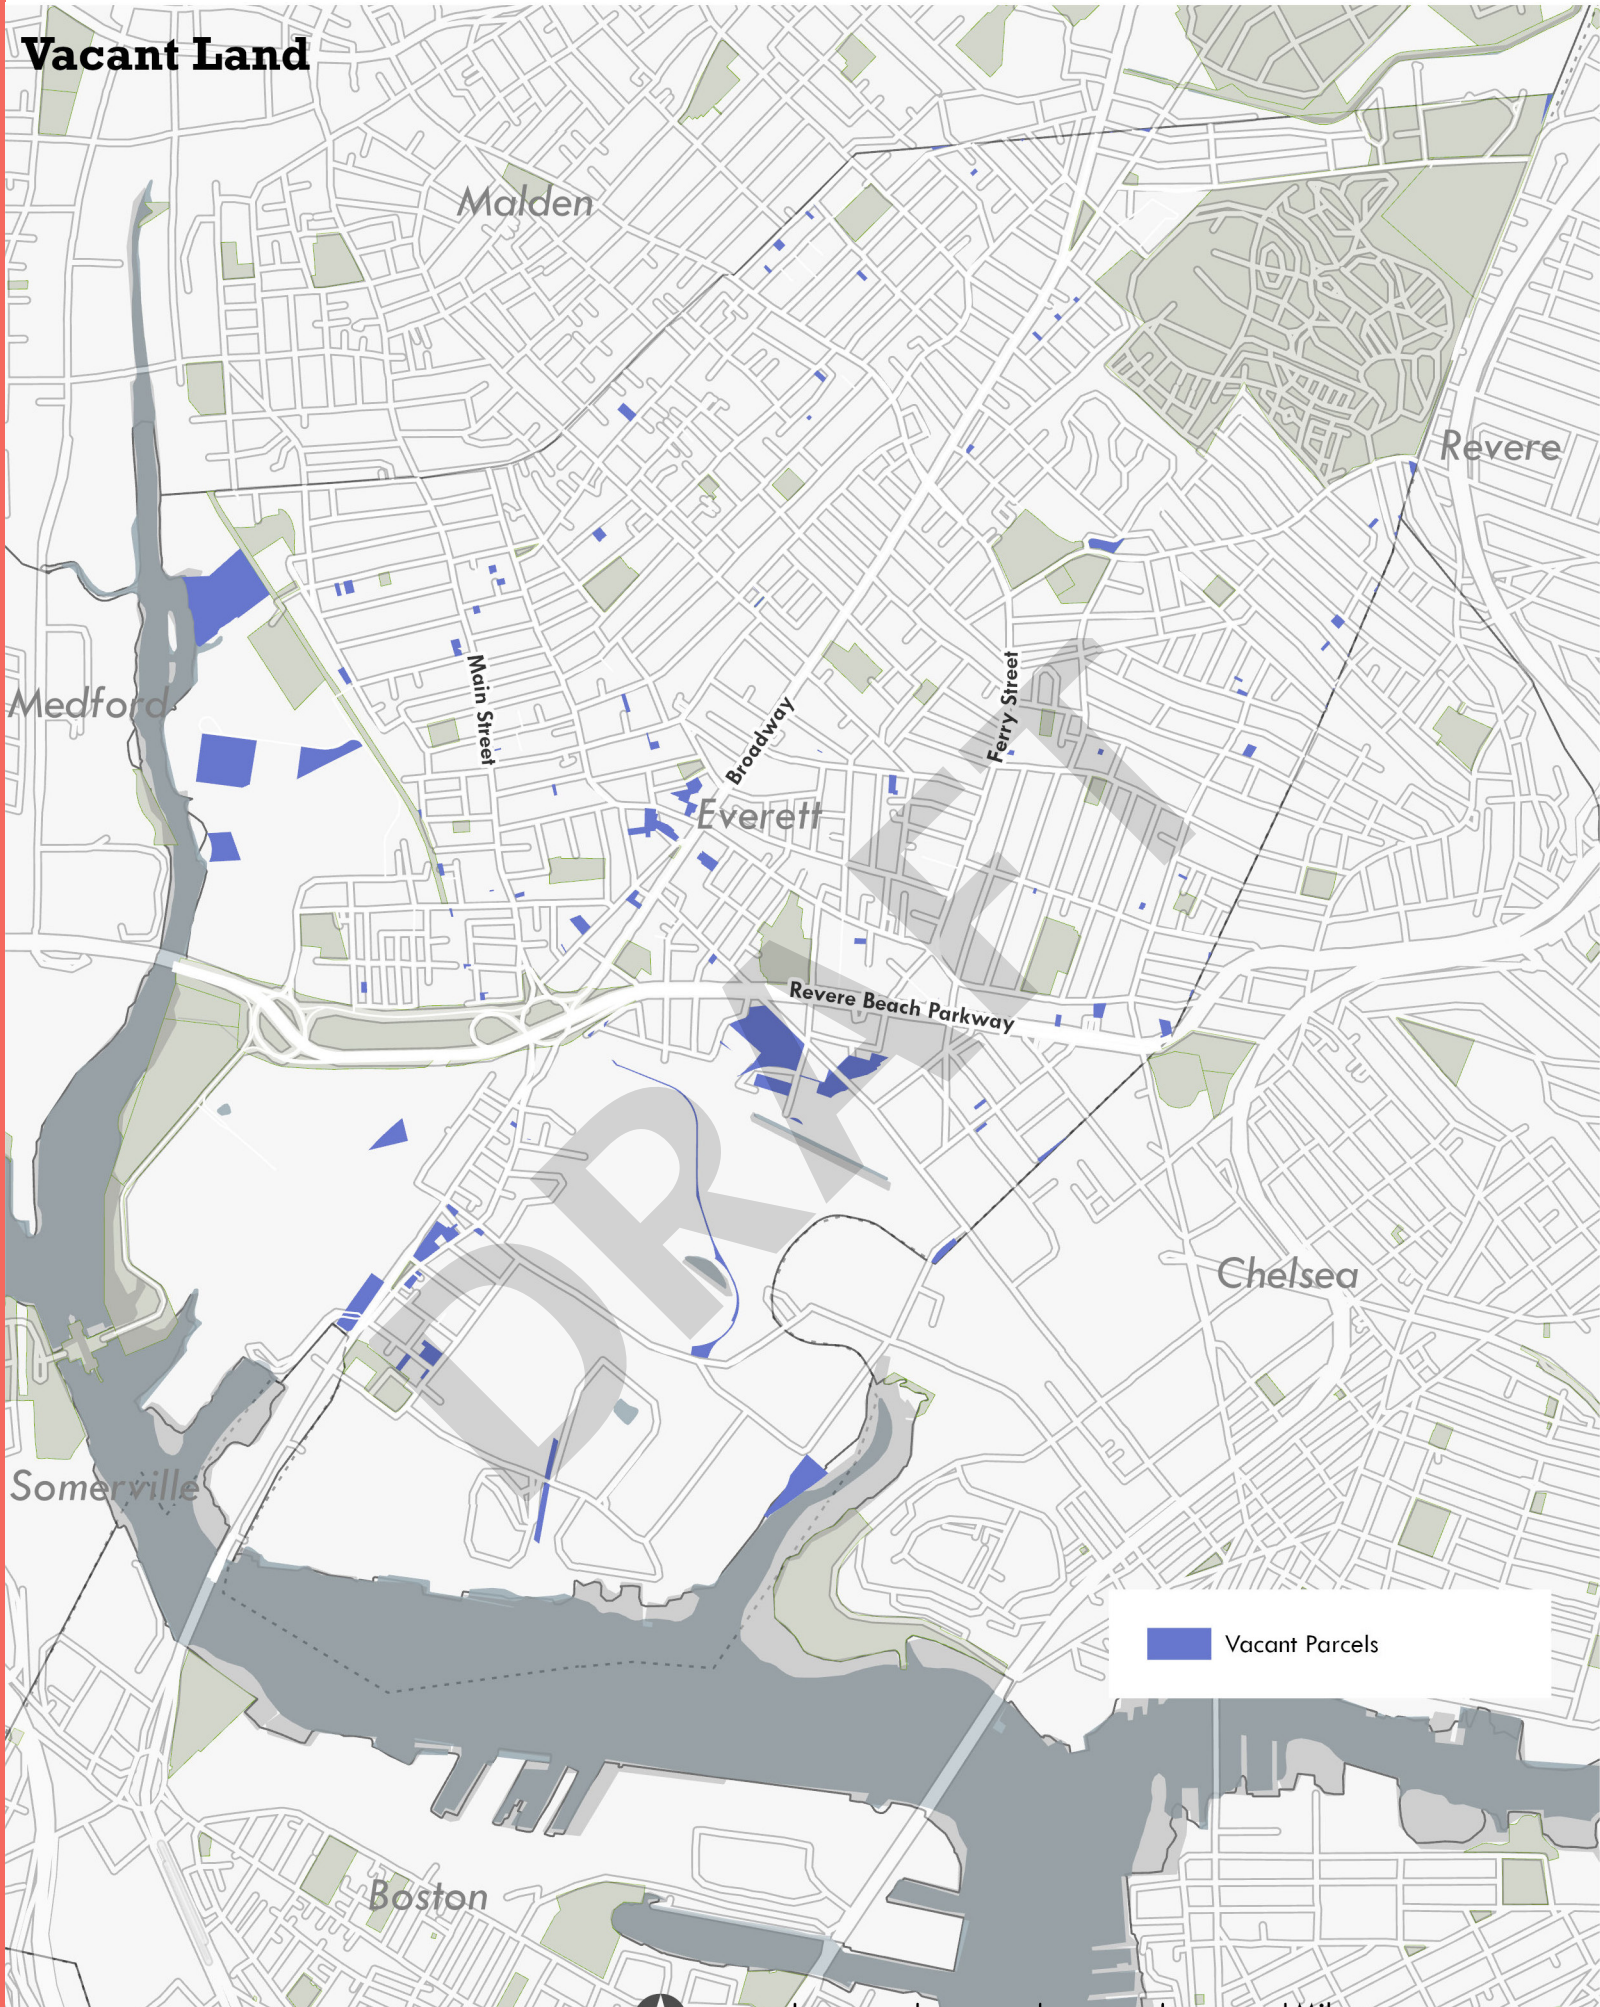 Vacant Land
Malden
Revere
Medford
Main Street
Broadway
Ferry Street
Everett
Revere Beach Parkway
DRAFT
Chelsea
Somerville
Vacant Parcels
Boston